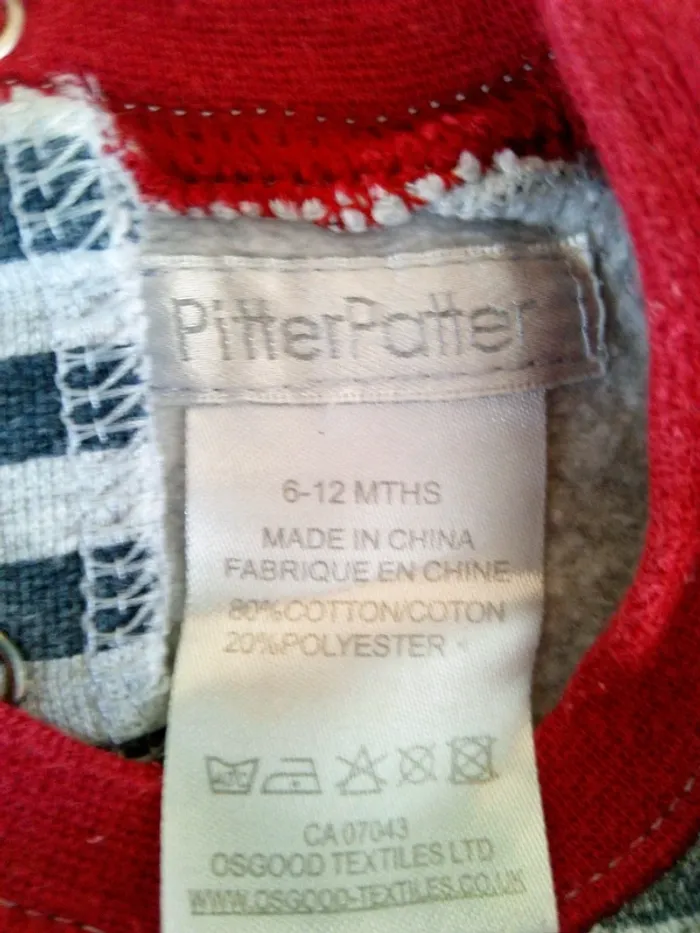 PitterPatter
6-12 MTHS
MADE IN CHINA
FABRIQUE EN CHINE
80%COTTON/COTON
20%POLYESTER
CA 07043
OSGOOD TEXTILES LTD
WWW.OSGOOD-TEXTILES.CO.UK